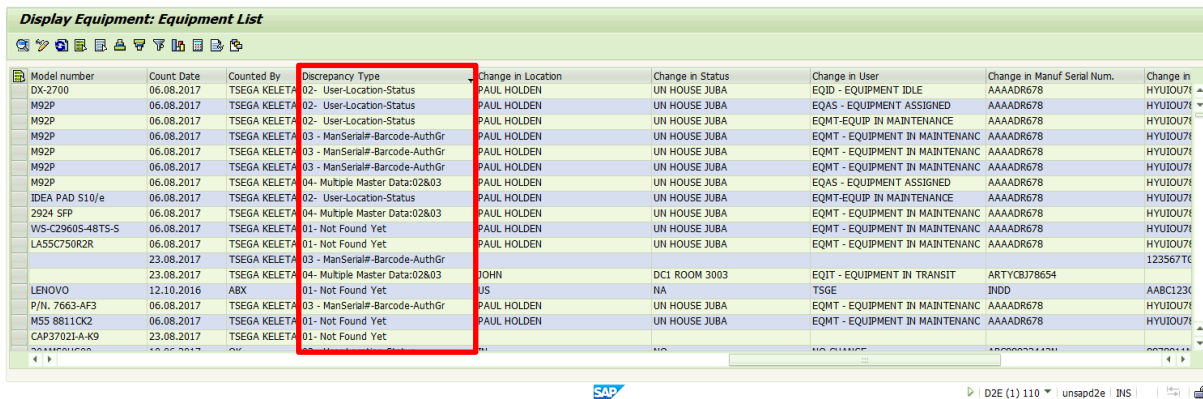 Display Equipment: Equipment List
Model number Count Date Counted By Discrepancy Type Change in Location Change in Status Change in User Change in Manuf Serial Num. Change in
DX-2700 06.08.2017 TSEGA KELETA 02- User-Location-Status PAUL HOLDEN UN HOUSE JUBA EQID - EQUIPMENT IDLE AAAADR678 HYUIOU78
M92P 06.08.2017 TSEGA KELETA 02- User-Location-Status PAUL HOLDEN UN HOUSE JUBA EQAS - EQUIPMENT ASSIGNED AAAADR678 HYUIOU78
M92P 06.08.2017 TSEGA KELETA 02- User-Location-Status PAUL HOLDEN UN HOUSE JUBA EQMT-EQUIP IN MAINTENANCE AAAADR678 HYUIOU78
M92P 06.08.2017 TSEGA KELETA 03 - ManSerial#-Barcode-AuthGr PAUL HOLDEN UN HOUSE JUBA EQMT - EQUIPMENT IN MAINTENANC AAAADR678 HYUIOU78
M92P 06.08.2017 TSEGA KELETA 03 - ManSerial#-Barcode-AuthGr PAUL HOLDEN UN HOUSE JUBA EQMT - EQUIPMENT IN MAINTENANC AAAADR678 HYUIOU78
M92P 06.08.2017 TSEGA KELETA 03 - ManSerial#-Barcode-AuthGr PAUL HOLDEN UN HOUSE JUBA EQMT - EQUIPMENT IN MAINTENANC AAAADR678 HYUIOU78
M92P 06.08.2017 TSEGA KELETA 04- Multiple Master Data:02&03 PAUL HOLDEN UN HOUSE JUBA EQAS - EQUIPMENT ASSIGNED AAAADR678 HYUIOU78
IDEA PAD S10/e 06.08.2017 TSEGA KELETA 02- User-Location-Status PAUL HOLDEN UN HOUSE JUBA EQMT-EQUIP IN MAINTENANCE AAAADR678 HYUIOU78
2924 SFP 06.08.2017 TSEGA KELETA 04- Multiple Master Data:02&03 PAUL HOLDEN UN HOUSE JUBA EQMT - EQUIPMENT IN MAINTENANC AAAADR678 HYUIOU78
WS-C2960S-48TS-S 06.08.2017 TSEGA KELETA 01- Not Found Yet PAUL HOLDEN UN HOUSE JUBA EQMT - EQUIPMENT IN MAINTENANC AAAADR678 HYUIOU78
LA55C750R2R 06.08.2017 TSEGA KELETA 01- Not Found Yet PAUL HOLDEN UN HOUSE JUBA EQMT - EQUIPMENT IN MAINTENANC AAAADR678 HYUIOU78
23.08.2017 TSEGA KELETA 03 - ManSerial#-Barcode-AuthGr 123567TG
23.08.2017 TSEGA KELETA 04- Multiple Master Data:02&03 JOHN DC1 ROOM 3003 EQIT - EQUIPMENT IN TRANSIT ARTYCBJ78654
LENOVO 12.10.2016 ABX 01- Not Found Yet US NA TSGE INDD AABC123
P/N. 7663-AF3 06.08.2017 TSEGA KELETA 03 - ManSerial#-Barcode-AuthGr PAUL HOLDEN UN HOUSE JUBA EQMT - EQUIPMENT IN MAINTENANC AAAADR678 HYUIOU78
M55 8811CK2 06.08.2017 TSEGA KELETA 01- Not Found Yet PAUL HOLDEN UN HOUSE JUBA EQMT - EQUIPMENT IN MAINTENANC AAAADR678 HYUIOU78
CAP3702I-A-K9 23.08.2017 TSEGA KELETA 01- Not Found Yet
SAP D2E (1) 110 unsapd2e INS